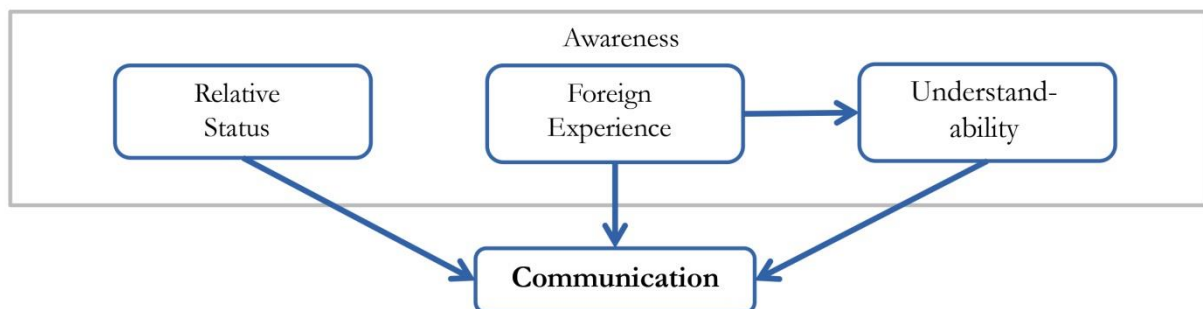 Awareness
Relative
Status
Foreign
Experience
Understand-
ability
Communication